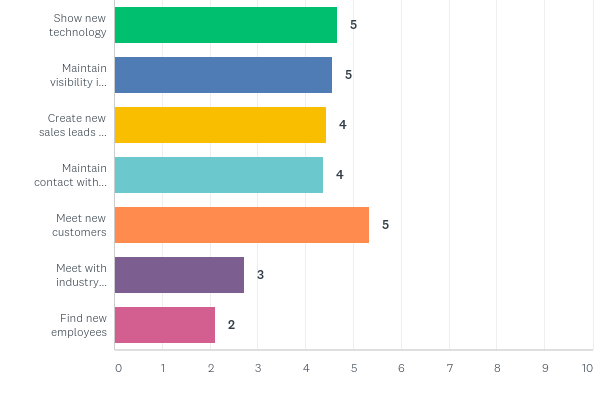 Show new
technology
5
Maintain
visibility i...
5
Create new
sales leads ...
4
Maintain
contact with...
4
Meet new
customers
5
Meet with
industry...
3
Find new
employees
2
0 1 2 3 4 5 6 7 8 9 10